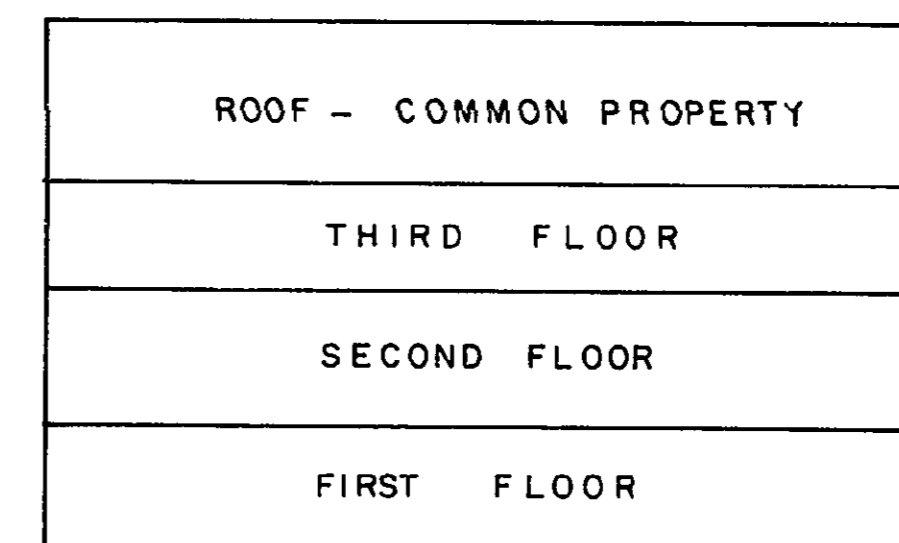 ROOF – COMMON PROPERTY
THIRD FLOOR
SECOND FLOOR
FIRST FLOOR